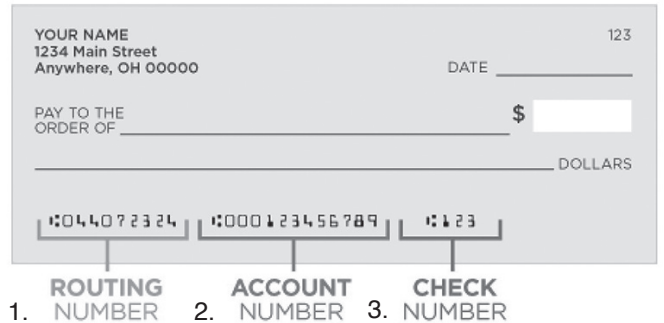 YOUR NAME 123
1234 Main Street
Anywhere, OH 00000
DATE
PAY TO THE
ORDER OF $
DOLLARS
⑆044072324 ⑆000123456789 ⑆123
1. ROUTING NUMBER 2. ACCOUNT NUMBER 3. CHECK NUMBER